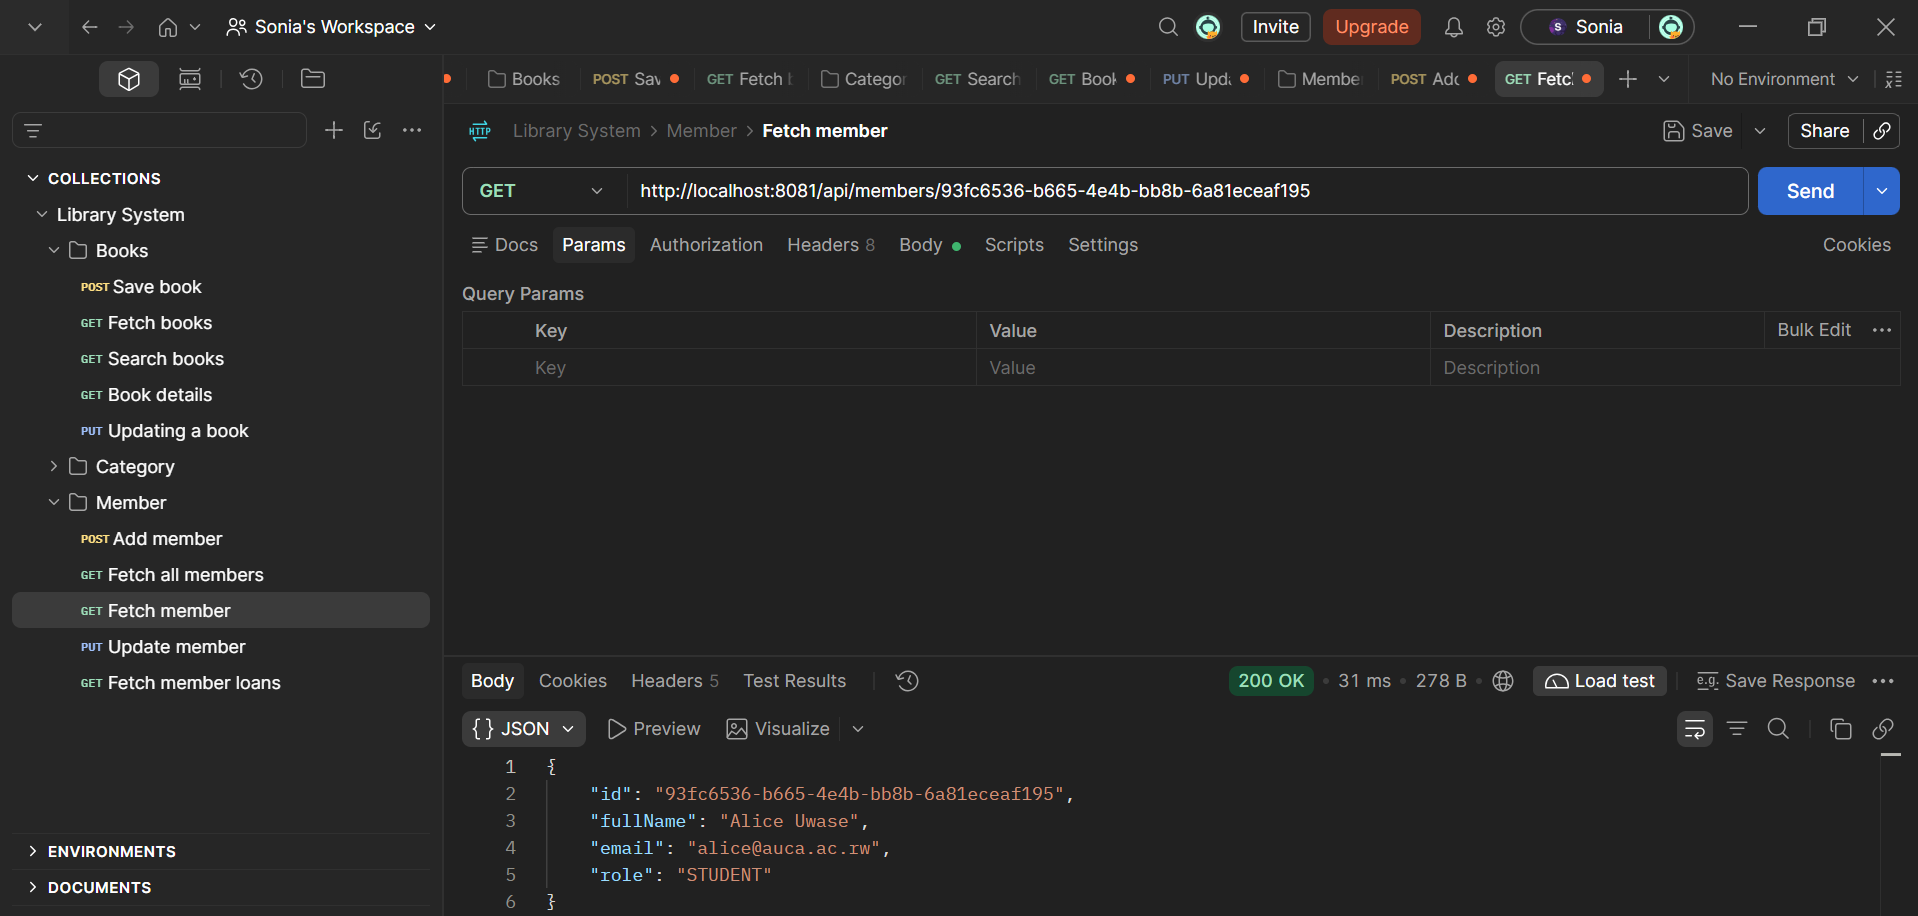 Sonia's Workspace
Invite
Upgrade
S Sonia
Books
POST Sav
GET Fetch b
Categor
GET Search
GET Book
PUT Upda
Membe
POST Add
GET Fetc
No Environment
COLLECTIONS
Library System
Books
POST Save book
GET Fetch books
GET Search books
GET Book details
PUT Updating a book
Category
Member
POST Add member
GET Fetch all members
GET Fetch member
PUT Update member
GET Fetch member loans
ENVIRONMENTS
DOCUMENTS
HTTP Library System > Member > Fetch member
Save
Share
GET http://localhost:8081/api/members/93fc6536-b665-4e4b-bb8b-6a81eceaf195
Send
Docs Params Authorization Headers 8 Body Scripts Settings Cookies
Query Params
Key Value Description Bulk Edit
Key Value Description
Body Cookies Headers 5 Test Results
200 OK • 31 ms • 278 B
Load test
e.g. Save Response
{ } JSON Preview Visualize
1 {
2 "id": "93fc6536-b665-4e4b-bb8b-6a81eceaf195",
3 "fullName": "Alice Uwase",
4 "email": "alice@auca.ac.rw",
5 "role": "STUDENT"
6 }